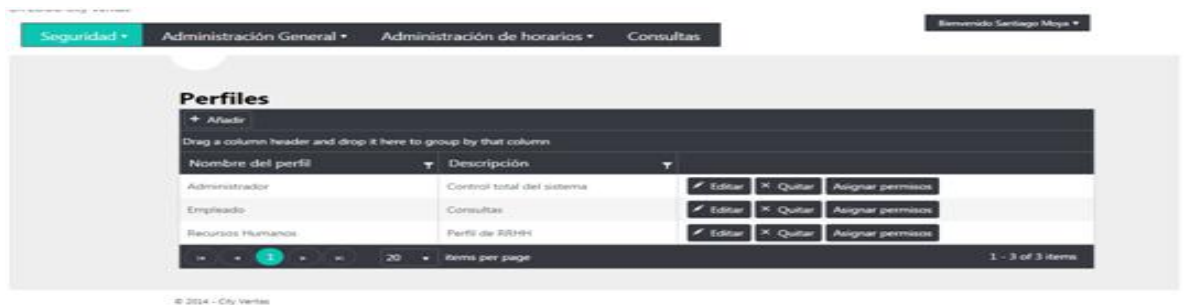 Bienvenido Santiago Moya
Seguridad Administración General Administración de horarios Consultas
Perfiles
+ Añadir
Drag a column header and drop it here to group by that column
Nombre del perfil Descripción
Administrador Control total del sistema Editar × Quitar Asignar permisos
Empleado Consultas Editar × Quitar Asignar permisos
Recursos Humanos Perfil de RRHH Editar × Quitar Asignar permisos
1 20 items per page 1 - 3 of 3 items
© 2014 - City Ventas